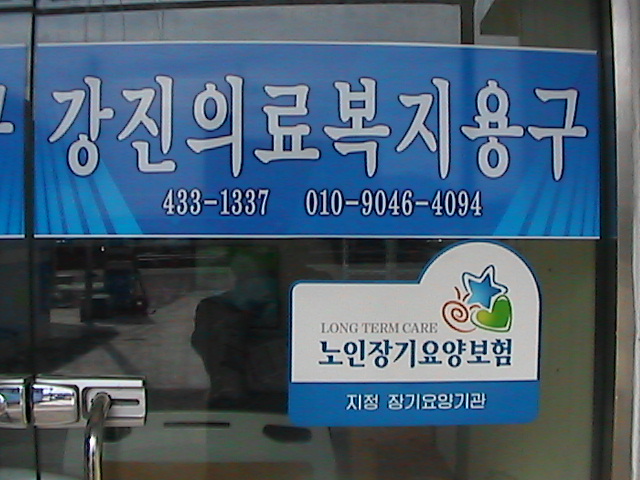 강진의료복지용구
433-1337 010-9046-4094
LONG TERM CARE
노인장기요양보험
지정 장기요양기관